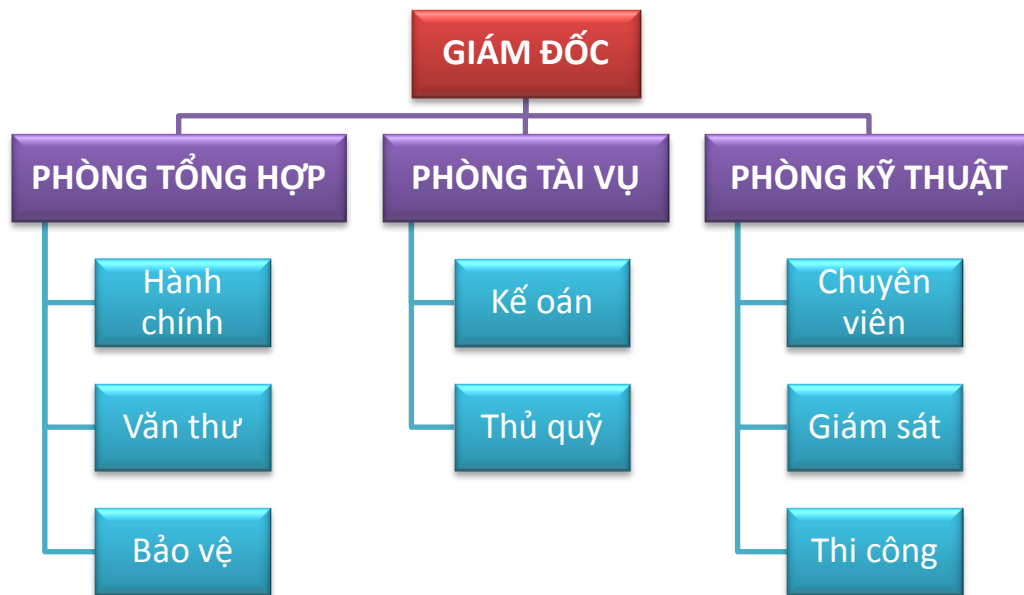 GIÁM ĐỐC
PHÒNG TỔNG HỢP
Hành
chính
Văn thư
Bảo vệ
PHÒNG TÀI VỤ
Kế oán
Thủ quỹ
PHÒNG KỸ THUẬT
Chuyên
viên
Giám sát
Thi công